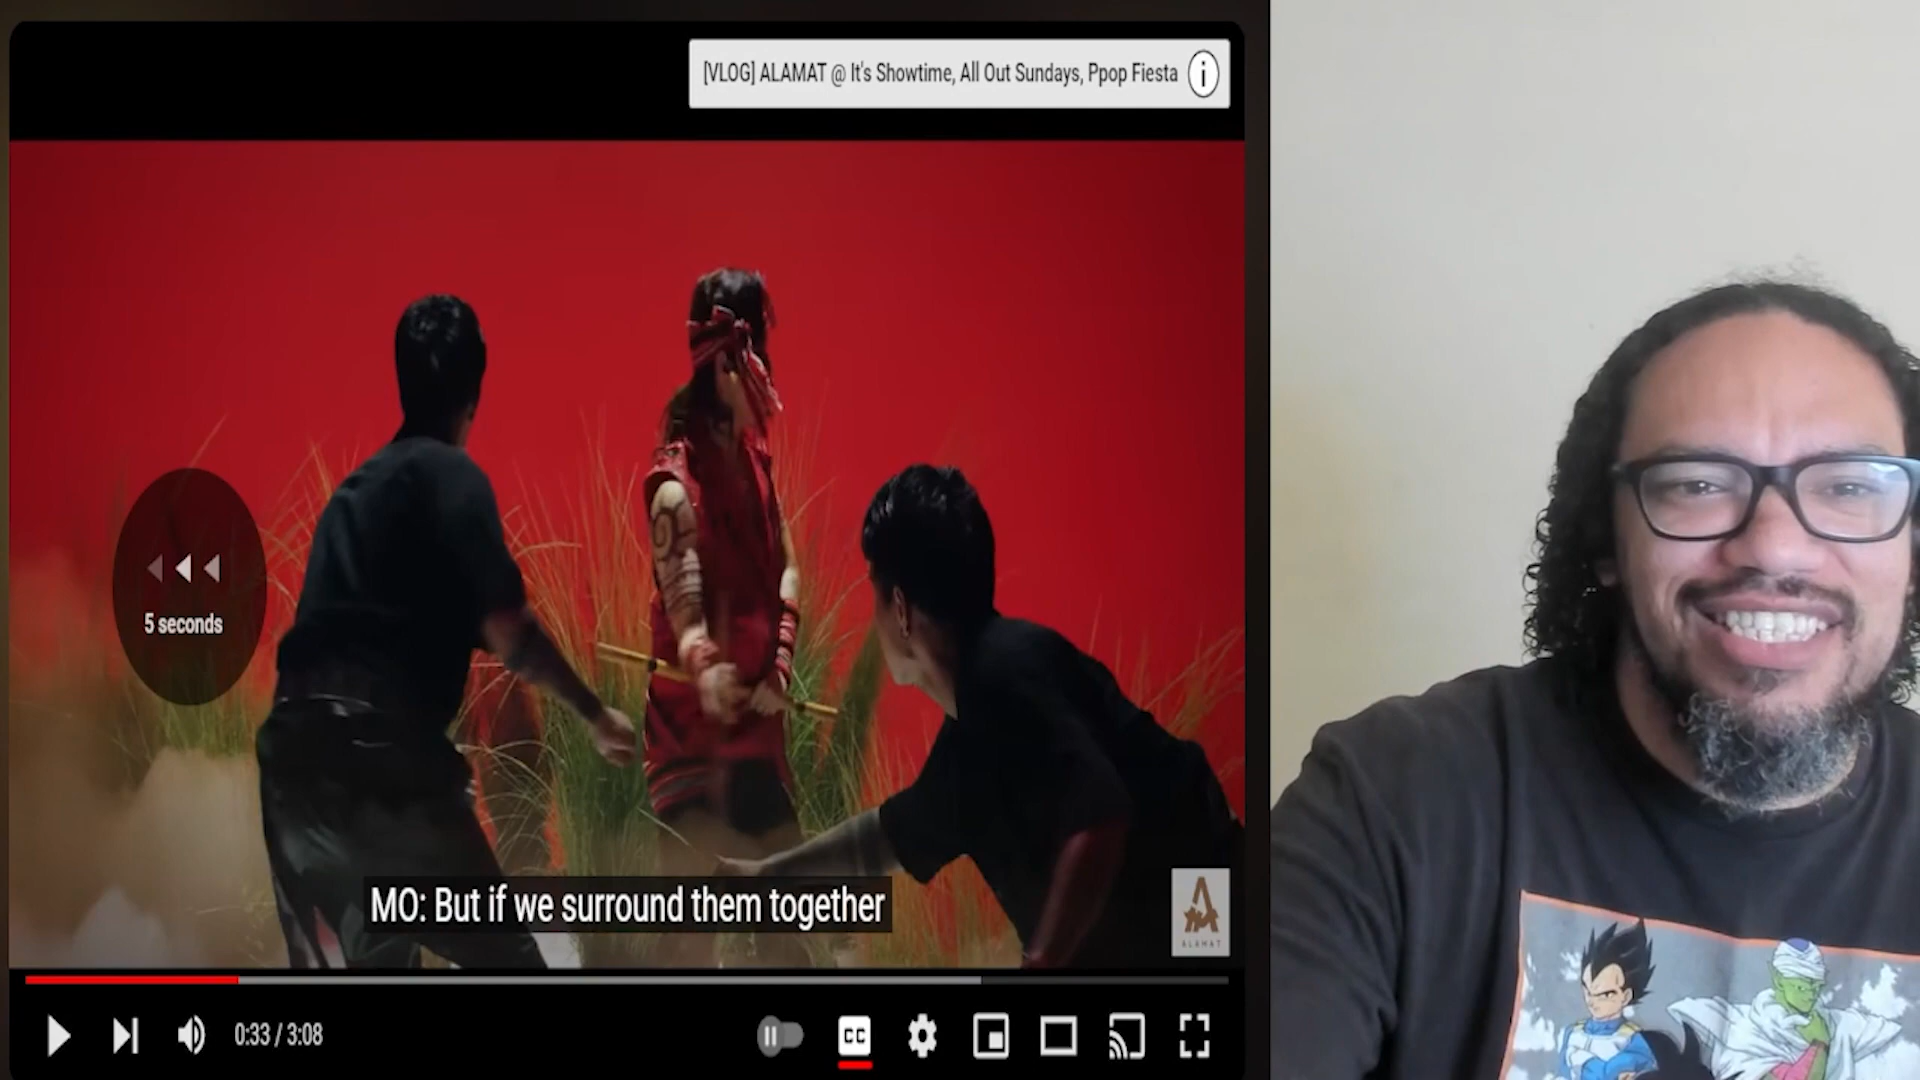 [VLOG] ALAMAT @ It's Showtime, All Out Sundays, Ppop Fiesta
5 seconds
MO: But if we surround them together
ALAMAT
0:33 / 3:08
CC